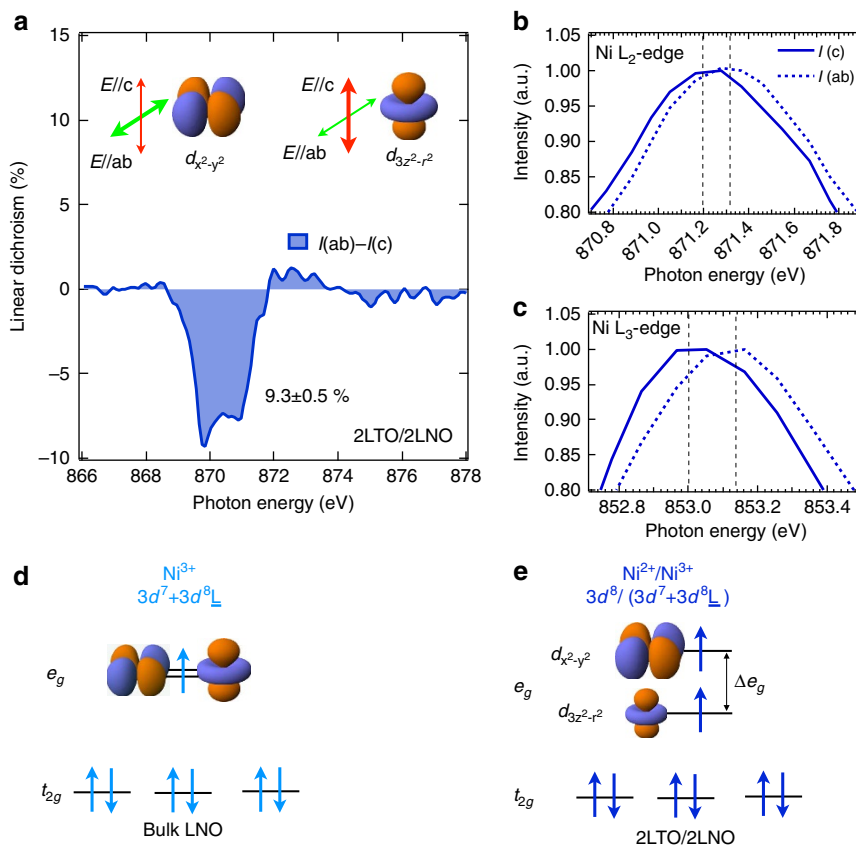 a
15
10
5
0
−5
−10
Linear dichroism (%)
E//c
E//ab
dx²-y²
E//c
E//ab
d3z²-r²
I(ab)–I(c)
9.3±0.5 %
2LTO/2LNO
866 868 870 872 874 876 878
Photon energy (eV)
b
Ni L2-edge
I (c)
I (ab)
1.00
0.95
0.90
0.85
0.80
Intensity (a.u.)
870.8 871.0 871.2 871.4 871.6 871.8
Photon energy (eV)
c
Ni L3-edge
1.05
1.00
0.95
0.90
0.85
0.80
Intensity (a.u.)
852.8 853.0 853.2 853.4
Photon energy (eV)
d
Ni3+
3d⁷+3d⁸L
eg
t2g
Bulk LNO
e
Ni2+/Ni3+
3d⁸/ (3d⁷+3d⁸L )
dx²-y²
eg
Δeg
d3z²-r²
t2g
2LTO/2LNO